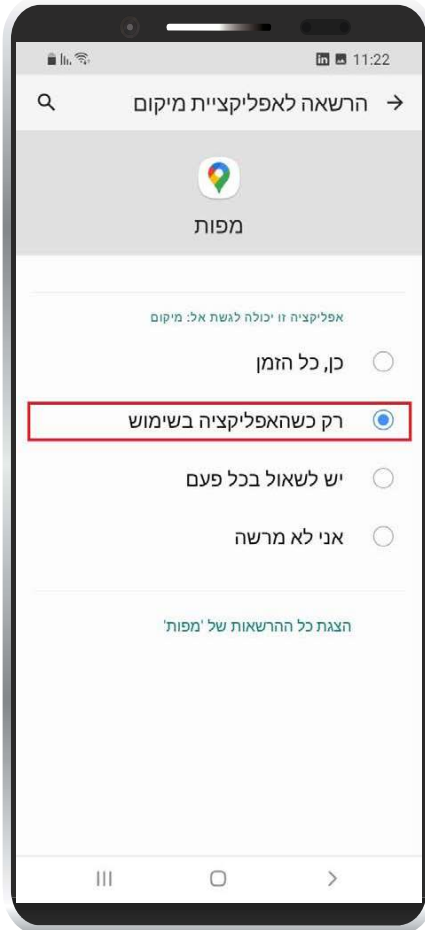 11:22
הרשאה לאפליקציית מיקום
מפות
אפליקציה זו יכולה לגשת אל: מיקום
כן, כל הזמן
רק כשהאפליקציה בשימוש
יש לשאול בכל פעם
אני לא מרשה
הצגת כל ההרשאות של 'מפות'